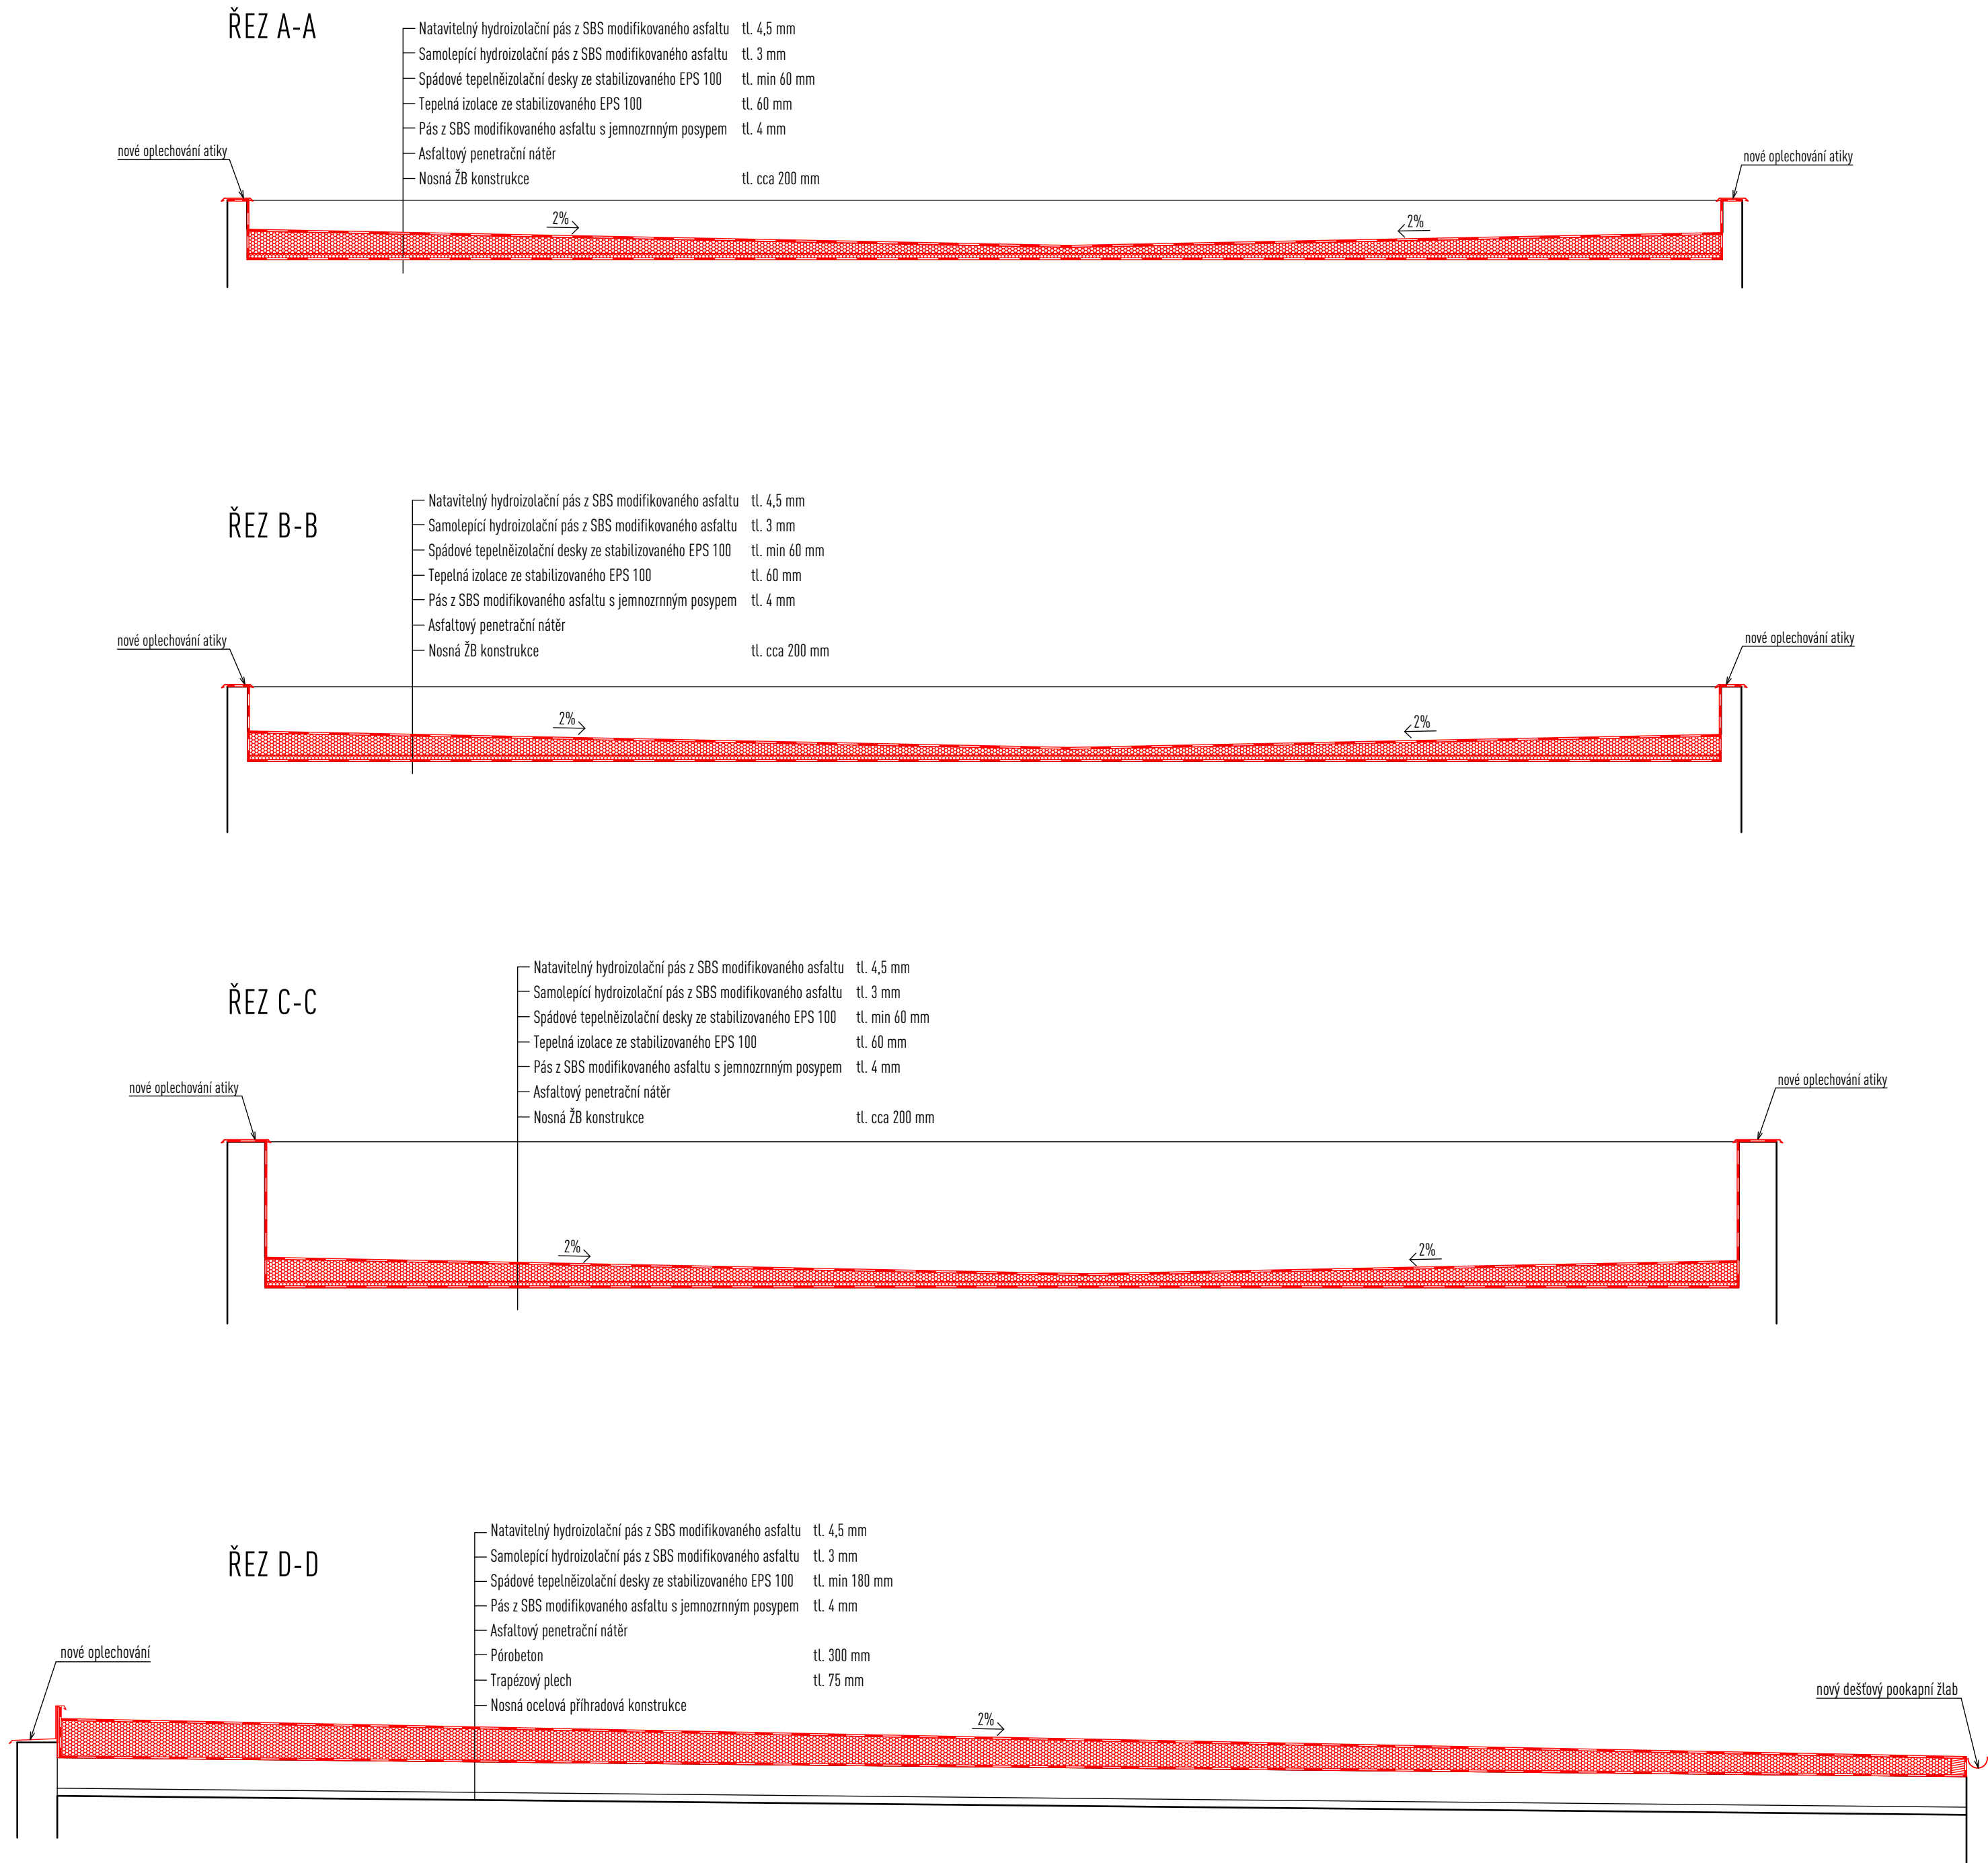 ŘEZ A-A
Natavitelný hydroizolační pás z SBS modifikovaného asfaltu tl. 4,5 mm
Samolepící hydroizolační pás z SBS modifikovaného asfaltu tl. 3 mm
Spádové tepelněizolační desky ze stabilizovaného EPS 100 tl. min 60 mm
Tepelná izolace ze stabilizovaného EPS 100 tl. 60 mm
Pás z SBS modifikovaného asfaltu s jemnozrnným posypem tl. 4 mm
Asfaltový penetrační nátěr
Nosná ŽB konstrukce tl. cca 200 mm
nové oplechování atiky
nové oplechování atiky
2%
2%
ŘEZ B-B
Natavitelný hydroizolační pás z SBS modifikovaného asfaltu tl. 4,5 mm
Samolepící hydroizolační pás z SBS modifikovaného asfaltu tl. 3 mm
Spádové tepelněizolační desky ze stabilizovaného EPS 100 tl. min 60 mm
Tepelná izolace ze stabilizovaného EPS 100 tl. 60 mm
Pás z SBS modifikovaného asfaltu s jemnozrnným posypem tl. 4 mm
Asfaltový penetrační nátěr
Nosná ŽB konstrukce tl. cca 200 mm
nové oplechování atiky
nové oplechování atiky
2%
2%
ŘEZ C-C
Natavitelný hydroizolační pás z SBS modifikovaného asfaltu tl. 4,5 mm
Samolepící hydroizolační pás z SBS modifikovaného asfaltu tl. 3 mm
Spádové tepelněizolační desky ze stabilizovaného EPS 100 tl. min 60 mm
Tepelná izolace ze stabilizovaného EPS 100 tl. 60 mm
Pás z SBS modifikovaného asfaltu s jemnozrnným posypem tl. 4 mm
Asfaltový penetrační nátěr
Nosná ŽB konstrukce tl. cca 200 mm
nové oplechování atiky
nové oplechování atiky
2%
2%
ŘEZ D-D
Natavitelný hydroizolační pás z SBS modifikovaného asfaltu tl. 4,5 mm
Samolepící hydroizolační pás z SBS modifikovaného asfaltu tl. 3 mm
Spádové tepelněizolační desky ze stabilizovaného EPS 100 tl. min 180 mm
Pás z SBS modifikovaného asfaltu s jemnozrnným posypem tl. 4 mm
Asfaltový penetrační nátěr
Pórobeton tl. 300 mm
Trapézový plech tl. 75 mm
Nosná ocelová příhradová konstrukce
nové oplechování
nový dešťový pookapní žlab
2%